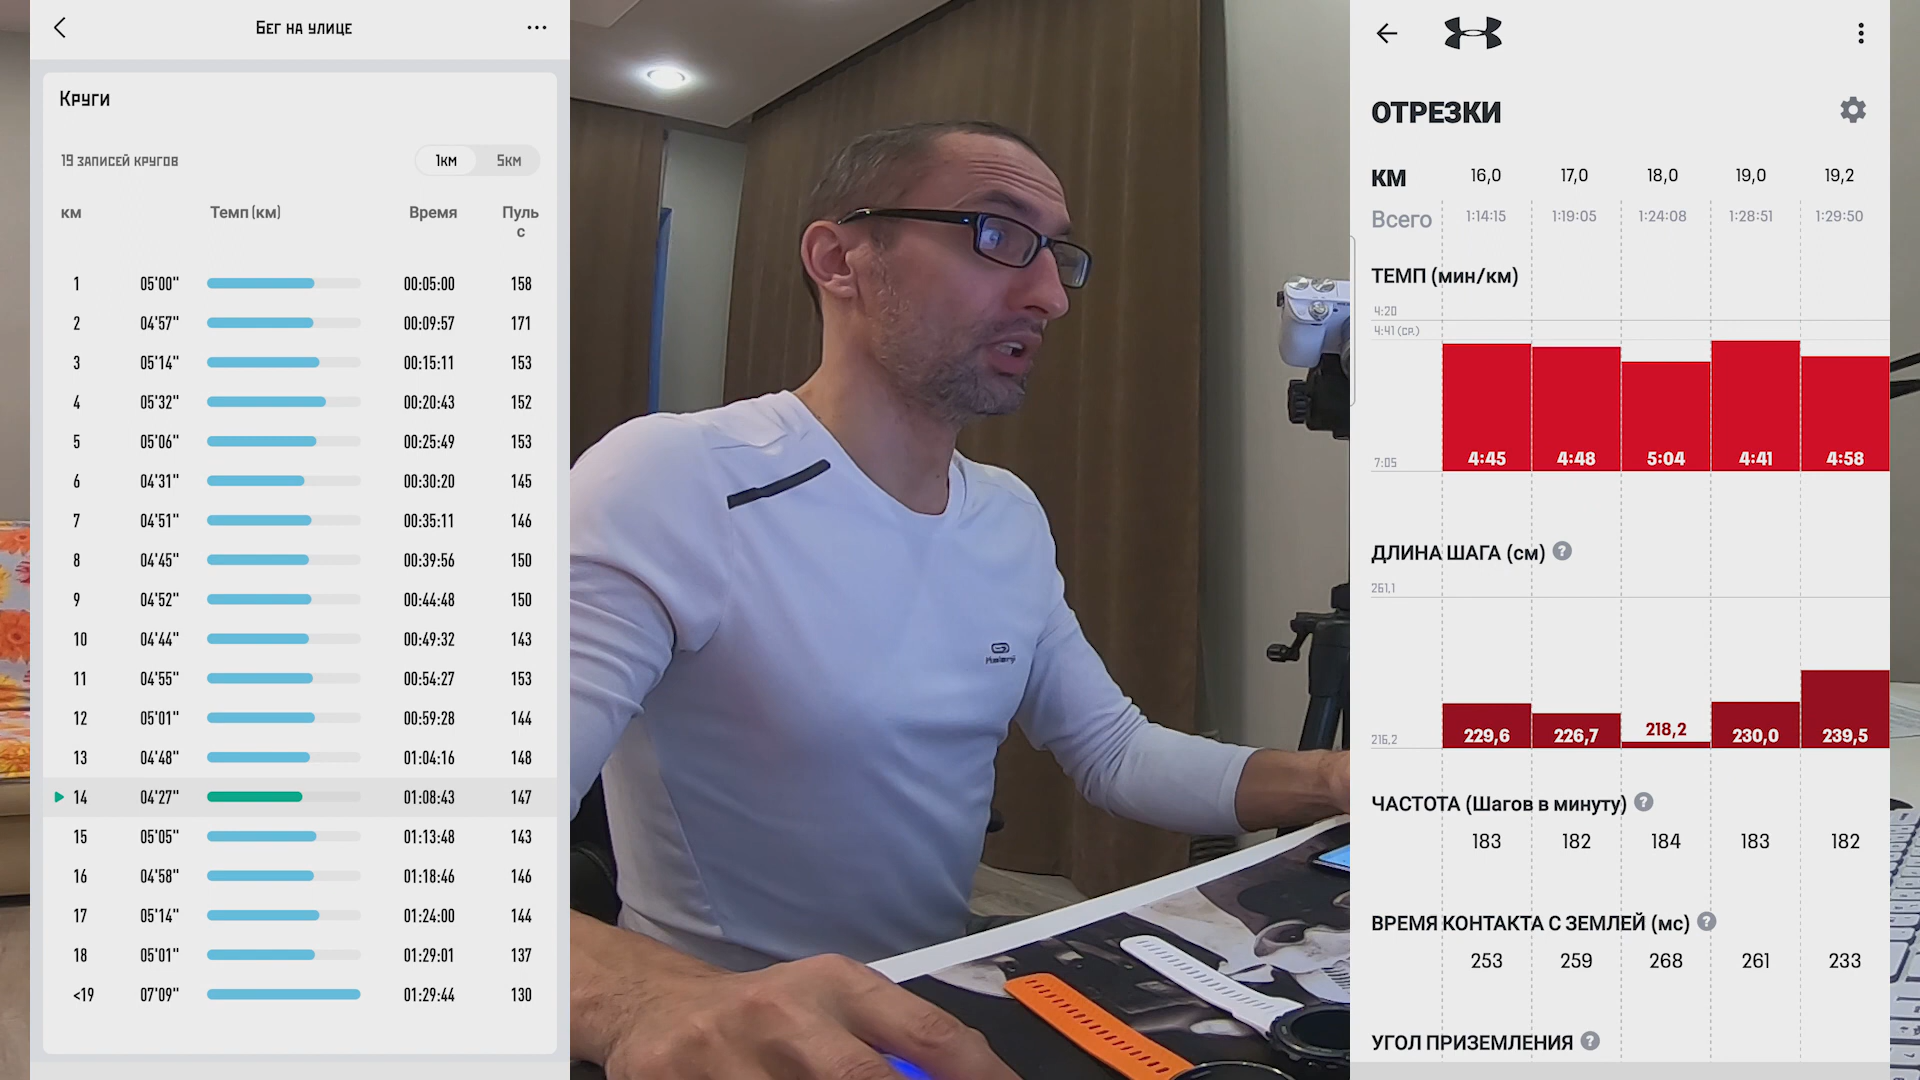 Бег на улице
Круги
19 записей кругов
1км 5км
км Темп(км) Время Пуль
с
1 05'00" 00:05:00 158
2 04'57" 00:09:57 171
3 05'14" 00:15:11 153
4 05'32" 00:20:43 152
5 05'06" 00:25:49 153
6 04'31" 00:30:20 145
7 04'51" 00:35:11 146
8 04'45" 00:39:56 150
9 04'52" 00:44:48 150
10 04'44" 00:49:32 143
11 04'55" 00:54:27 153
12 05'01" 00:59:28 144
13 04'48" 01:04:16 148
14 04'27" 01:08:43 147
15 05'05" 01:13:48 143
16 04'58" 01:18:46 146
17 05'14" 01:24:00 144
18 05'01" 01:29:01 137
<19 07'09" 01:29:44 130
Kalenji
ОТРЕЗКИ
КМ 16,0 17,0 18,0 19,0 19,2
Всего 1:14:15 1:19:05 1:24:08 1:28:51 1:29:50
ТЕМП (мин/км)
4:20
4:41 (СР.)
7:05 4:45 4:48 5:04 4:41 4:58
ДЛИНА ШАГА (см) ?
261,1
216,2 229,6 226,7 218,2 230,0 239,5
ЧАСТОТА (Шагов в минуту) ?
183 182 184 183 182
ВРЕМЯ КОНТАКТА С ЗЕМЛЕЙ (мс) ?
253 259 268 261 233
УГОЛ ПРИЗЕМЛЕНИЯ ?